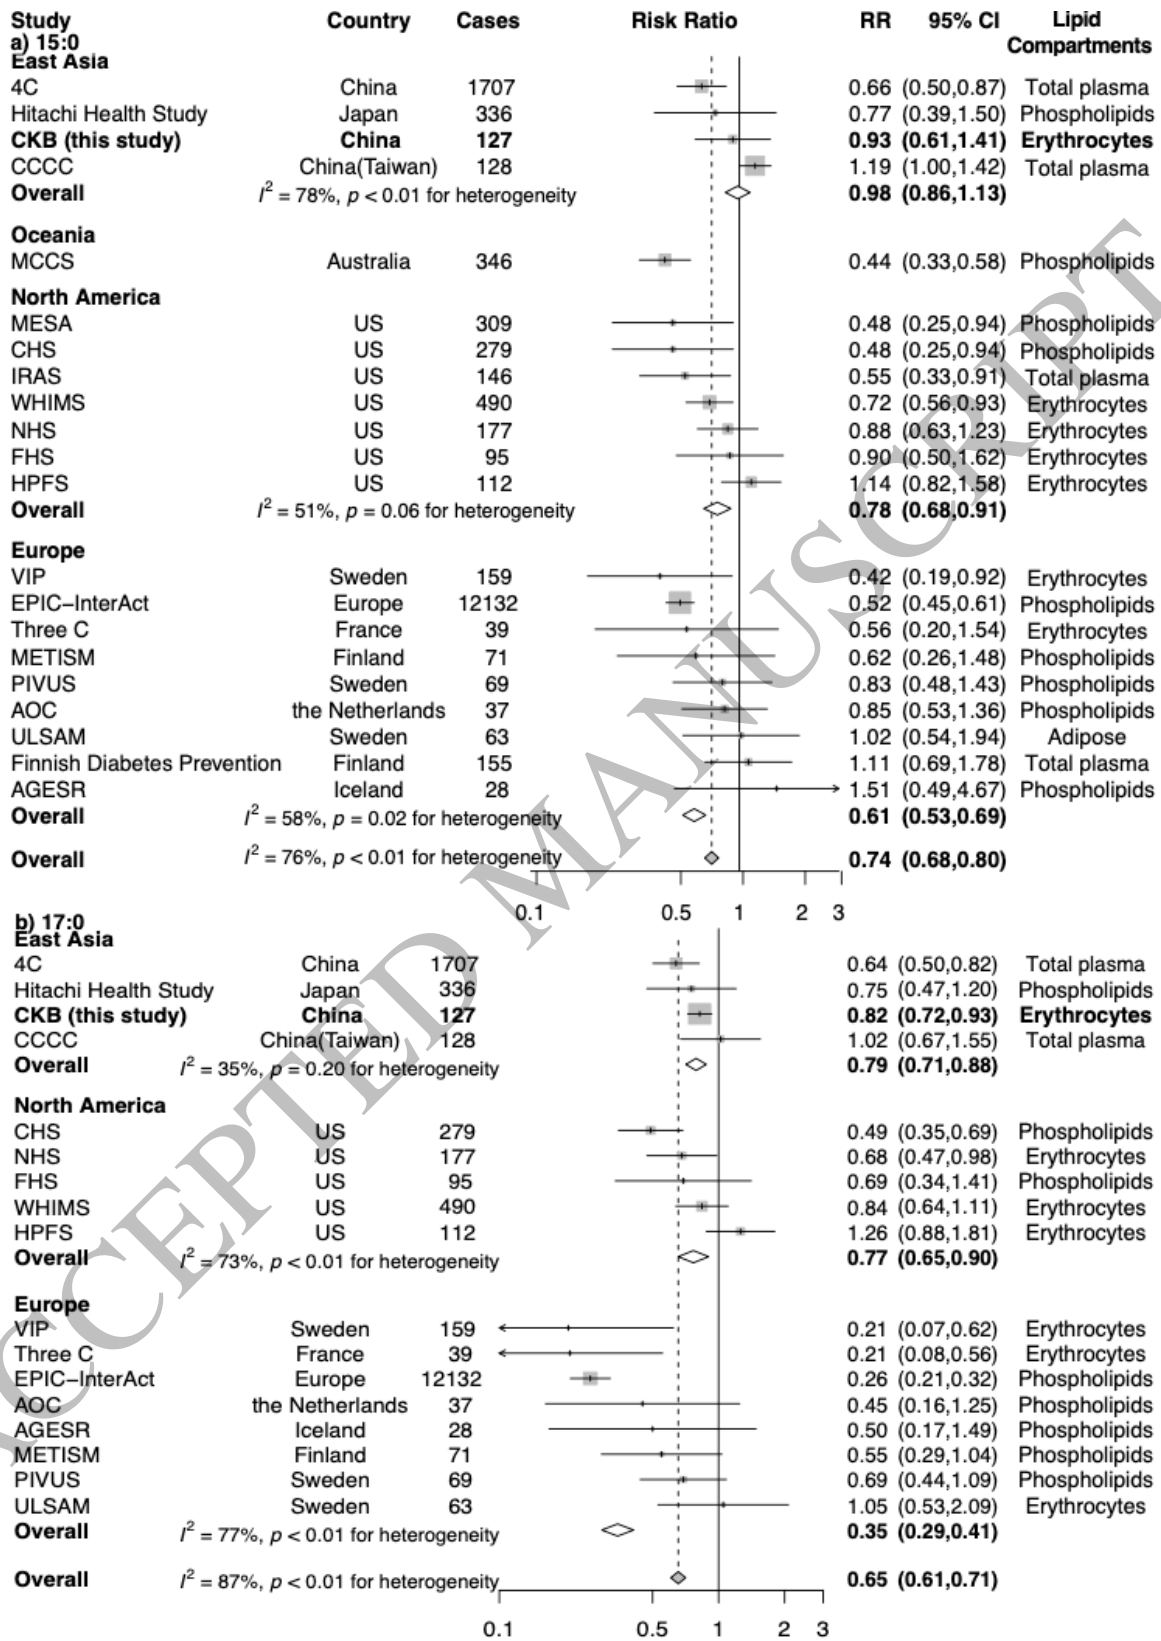 Study Country Cases Risk Ratio RR 95% CI Lipid
Compartments
a) 15:0
East Asia
4C China 1707 0.66 (0.50,0.87) Total plasma
Hitachi Health Study Japan 336 0.77 (0.39,1.50) Phospholipids
CKB (this study) China 127 0.93 (0.61,1.41) Erythrocytes
CCCC China(Taiwan) 128 1.19 (1.00,1.42) Total plasma
Overall I² = 78%, p < 0.01 for heterogeneity 0.98 (0.86,1.13)
Oceania
MCCS Australia 346 0.44 (0.33,0.58) Phospholipids
North America
MESA US 309 0.48 (0.25,0.94) Phospholipids
CHS US 279 0.48 (0.25,0.94) Phospholipids
IRAS US 146 0.55 (0.33,0.91) Total plasma
WHIMS US 490 0.72 (0.56,0.93) Erythrocytes
NHS US 177 0.88 (0.63,1.23) Erythrocytes
FHS US 95 0.90 (0.50,1.62) Erythrocytes
HPFS US 112 1.14 (0.82,1.58) Erythrocytes
Overall I² = 51%, p = 0.06 for heterogeneity 0.78 (0.68,0.91)
Europe
VIP Sweden 159 0.42 (0.19,0.92) Erythrocytes
EPIC−InterAct Europe 12132 0.52 (0.45,0.61) Phospholipids
Three C France 39 0.56 (0.20,1.54) Erythrocytes
METISM Finland 71 0.62 (0.26,1.48) Phospholipids
PIVUS Sweden 69 0.83 (0.48,1.43) Phospholipids
AOC the Netherlands 37 0.85 (0.53,1.36) Phospholipids
ULSAM Sweden 63 1.02 (0.54,1.94) Adipose
Finnish Diabetes Prevention Finland 155 1.11 (0.69,1.78) Total plasma
AGESR Iceland 28 1.51 (0.49,4.67) Phospholipids
Overall I² = 58%, p = 0.02 for heterogeneity 0.61 (0.53,0.69)
Overall I² = 76%, p < 0.01 for heterogeneity 0.74 (0.68,0.80)
0.1 0.5 1 2 3
b) 17:0
East Asia
4C China 1707 0.64 (0.50,0.82) Total plasma
Hitachi Health Study Japan 336 0.75 (0.47,1.20) Phospholipids
CKB (this study) China 127 0.82 (0.72,0.93) Erythrocytes
CCCC China(Taiwan) 128 1.02 (0.67,1.55) Total plasma
Overall I² = 35%, p = 0.20 for heterogeneity 0.79 (0.71,0.88)
North America
CHS US 279 0.49 (0.35,0.69) Phospholipids
NHS US 177 0.68 (0.47,0.98) Erythrocytes
FHS US 95 0.69 (0.34,1.41) Phospholipids
WHIMS US 490 0.84 (0.64,1.11) Erythrocytes
HPFS US 112 1.26 (0.88,1.81) Erythrocytes
Overall I² = 73%, p < 0.01 for heterogeneity 0.77 (0.65,0.90)
Europe
VIP Sweden 159 0.21 (0.07,0.62) Erythrocytes
Three C France 39 0.21 (0.08,0.56) Erythrocytes
EPIC−InterAct Europe 12132 0.26 (0.21,0.32) Phospholipids
AOC the Netherlands 37 0.45 (0.16,1.25) Phospholipids
AGESR Iceland 28 0.50 (0.17,1.49) Phospholipids
METISM Finland 71 0.55 (0.29,1.04) Phospholipids
PIVUS Sweden 69 0.69 (0.44,1.09) Phospholipids
ULSAM Sweden 63 1.05 (0.53,2.09) Erythrocytes
Overall I² = 77%, p < 0.01 for heterogeneity 0.35 (0.29,0.41)
Overall I² = 87%, p < 0.01 for heterogeneity 0.65 (0.61,0.71)
0.1 0.5 1 2 3
ACCEPTED MANUSCRIPT